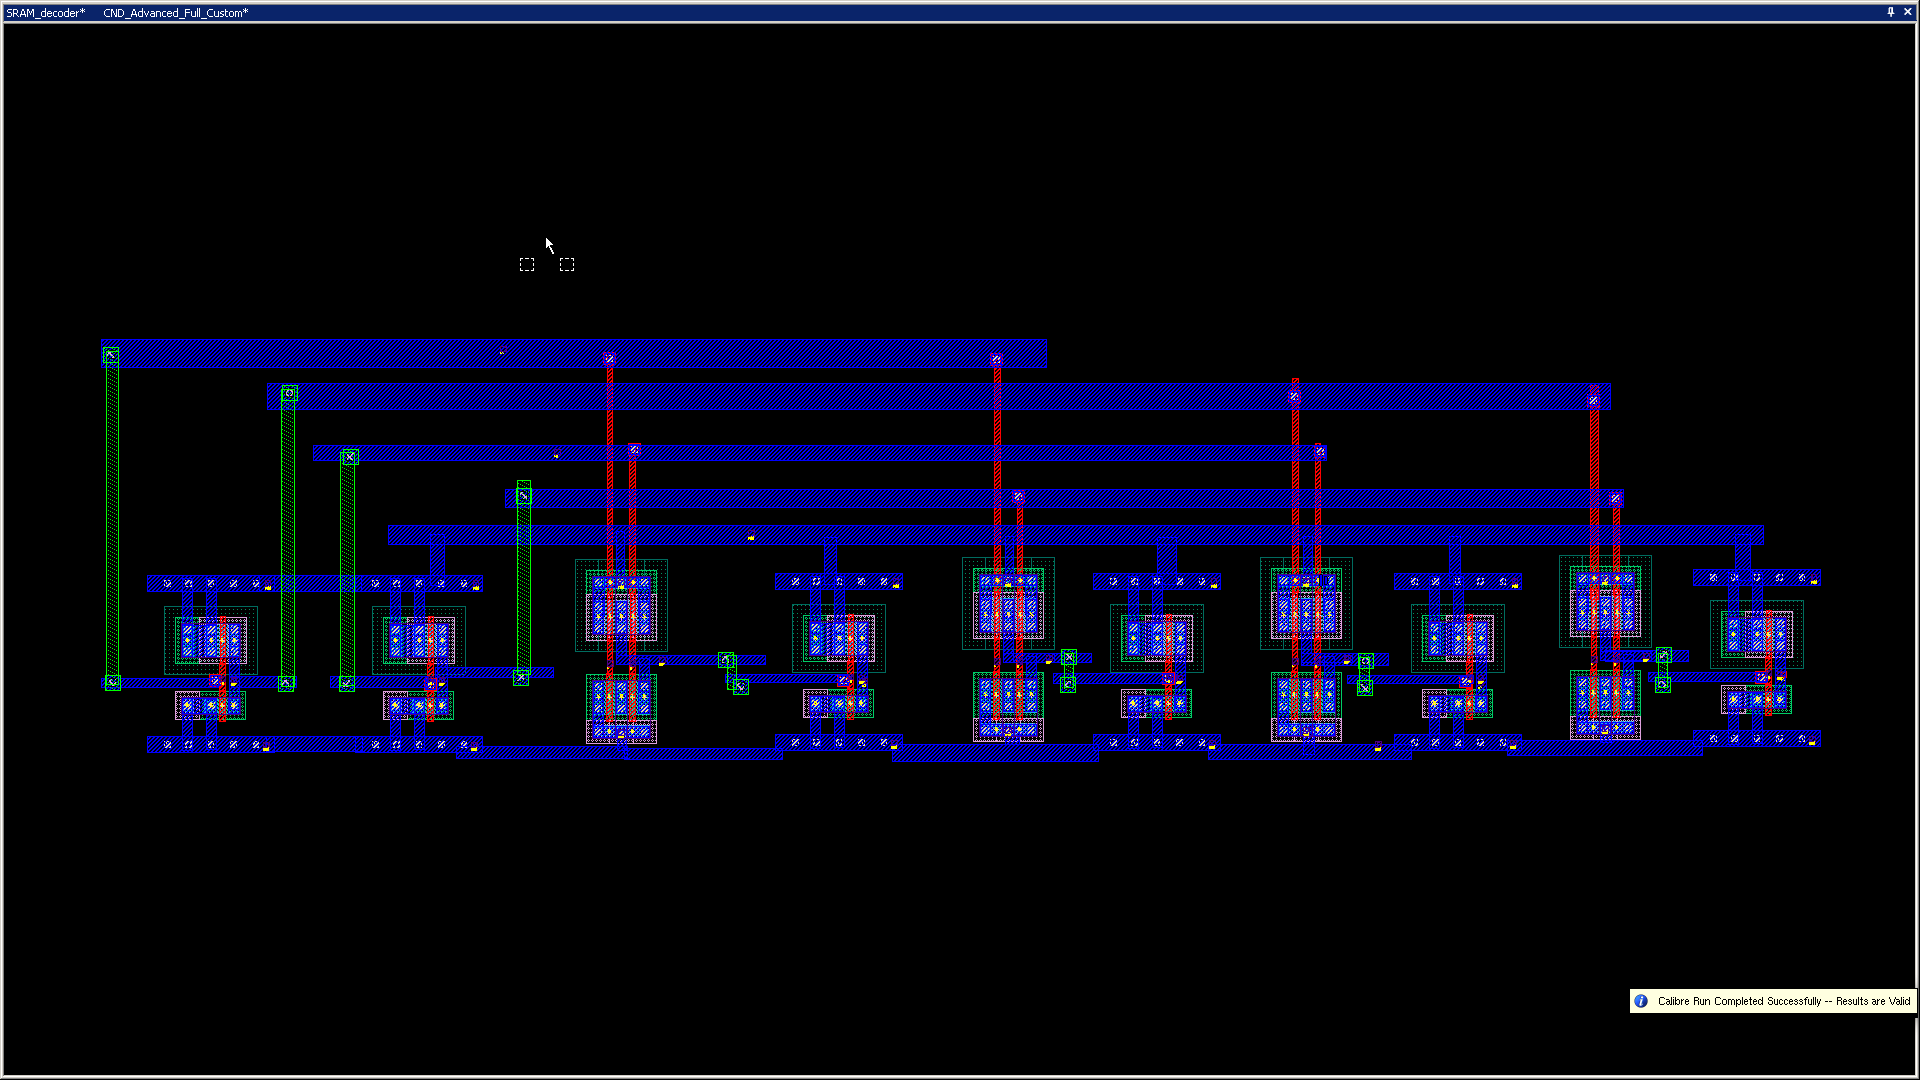 SRAM_decoder* CND_Advanced_Full_Custom*
Calibre Run Completed Successfully -- Results are Valid